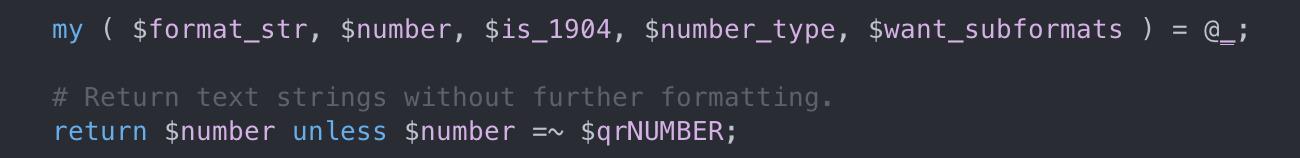 my ( $format_str, $number, $is_1904, $number_type, $want_subformats ) = @_;
# Return text strings without further formatting.
return $number unless $number =~ $qrNUMBER;